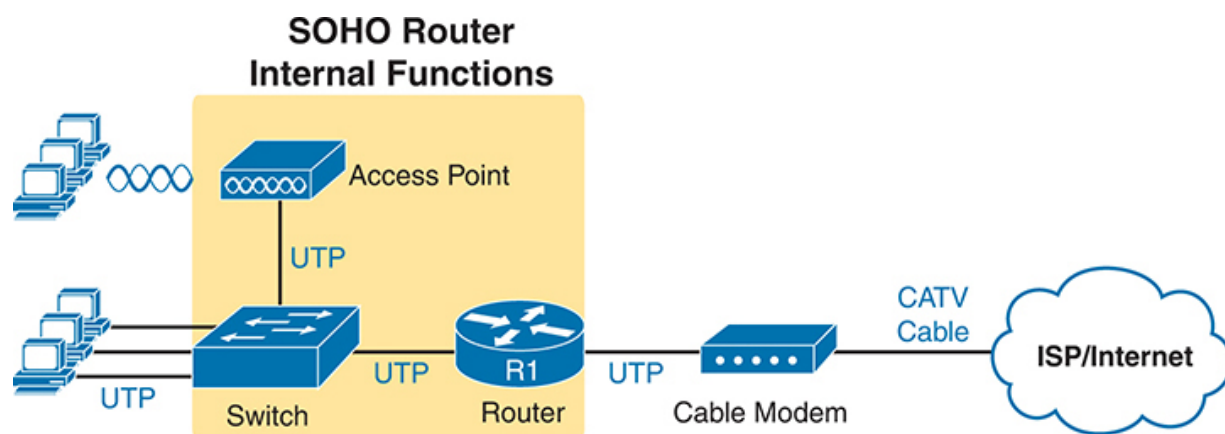 SOHO Router
Internal Functions
Access Point
UTP
CATV
Cable
ISP/Internet
R1
UTP
UTP
UTP
Switch
Router
Cable Modem